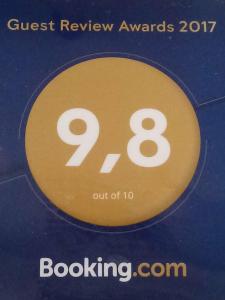 Guest Review Awards 2017
9,8
out of 10
Booking.com